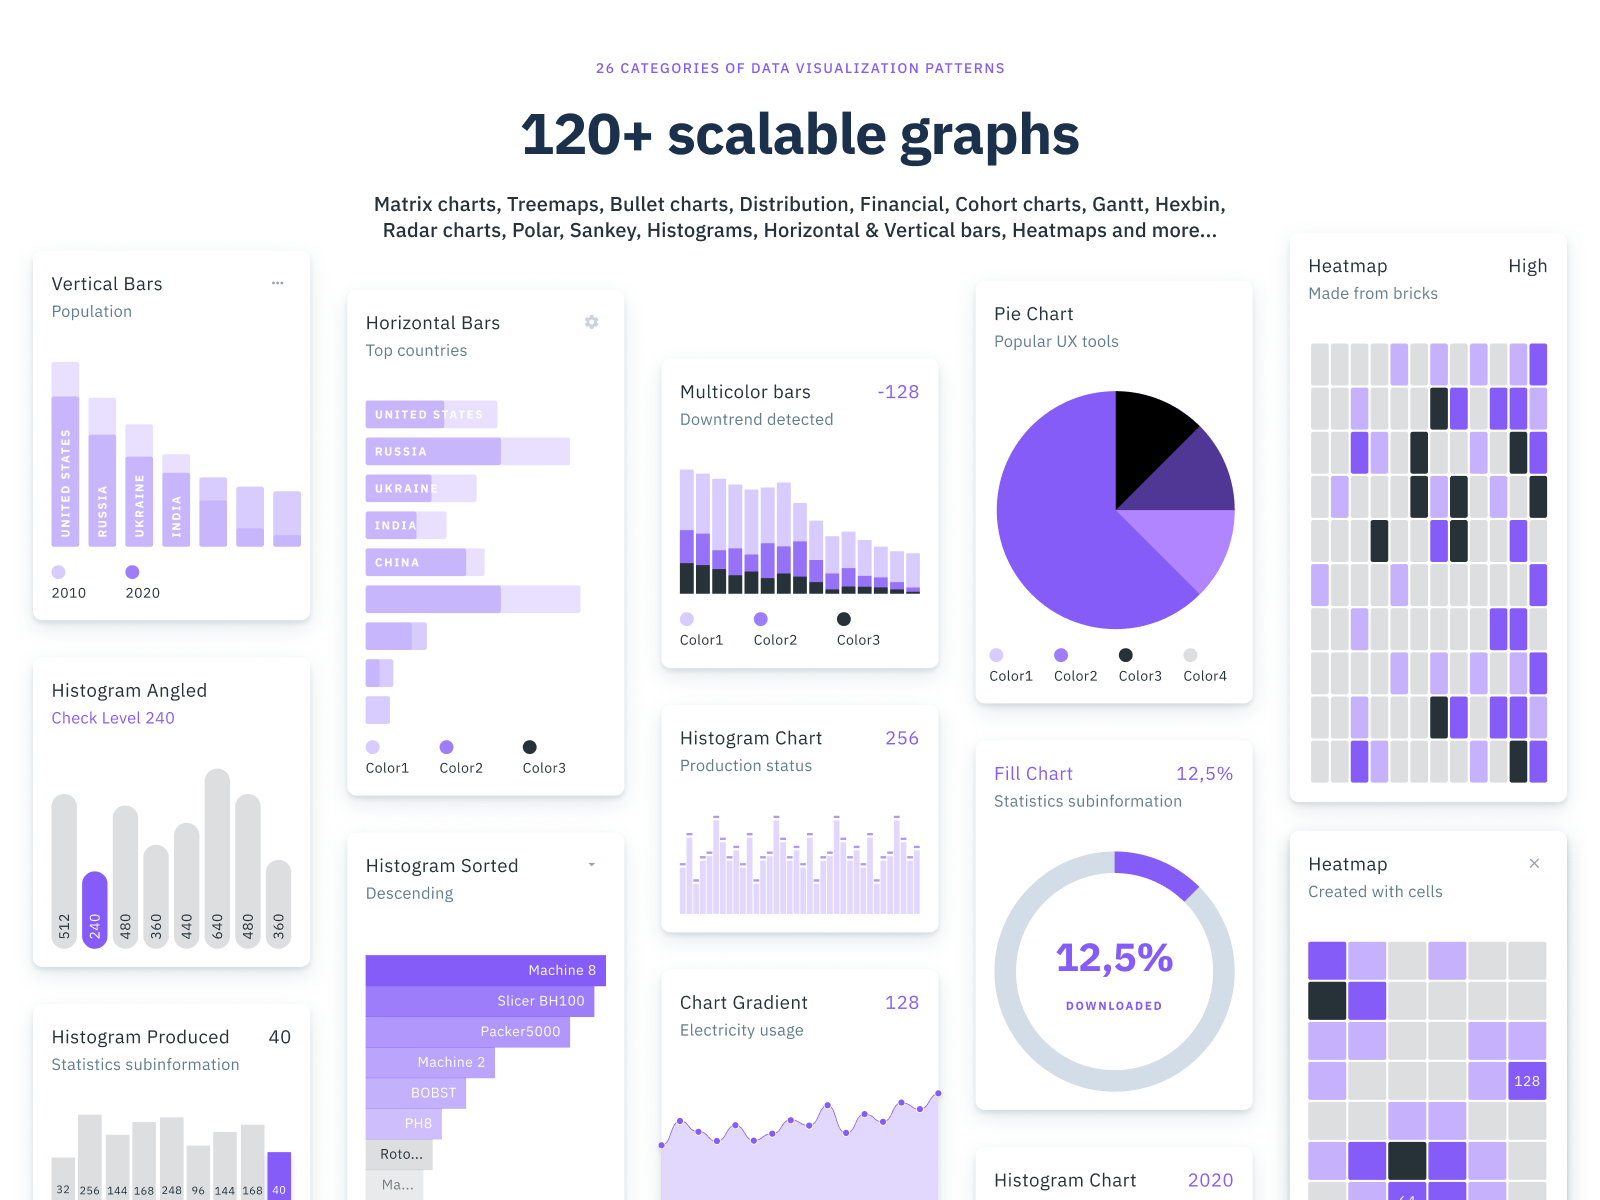 26 CATEGORIES OF DATA VISUALIZATION PATTERNS
120+ scalable graphs
Matrix charts, Treemaps, Bullet charts, Distribution, Financial, Cohort charts, Gantt, Hexbin,
Radar charts, Polar, Sankey, Histograms, Horizontal & Vertical bars, Heatmaps and more...
Vertical Bars
Population
UNITED STATES
RUSSIA
UKRAINE
INDIA
2010
2020
Histogram Angled
Check Level 240
512
240
480
360
440
640
480
360
Histogram Produced
40
Statistics subinformation
32
256
144
168
248
96
144
168
40
Horizontal Bars
Top countries
UNITED STATES
RUSSIA
UKRAINE
INDIA
CHINA
Color1
Color2
Color3
Histogram Sorted
Descending
Machine 8
Slicer BH100
Packer5000
Machine 2
BOBST
PH8
Roto...
Ma...
Multicolor bars
-128
Downtrend detected
Color1
Color2
Color3
Histogram Chart
256
Production status
Chart Gradient
128
Electricity usage
Pie Chart
Popular UX tools
Color1
Color2
Color3
Color4
Fill Chart
12,5%
Statistics subinformation
12,5%
DOWNLOADED
Histogram Chart
2020
Heatmap
High
Made from bricks
Heatmap
Created with cells
128